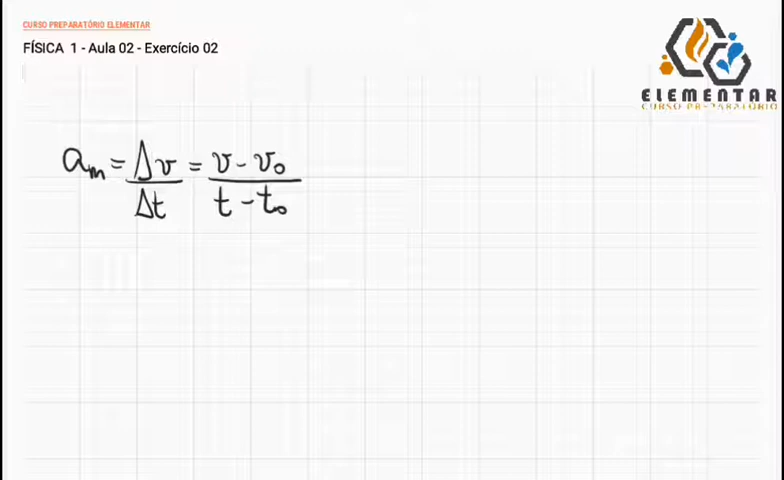 CURSO PREPARATÓRIO ELEMENTAR
FÍSICA 1 - Aula 02 - Exercício 02
ELEMENTAR
CURSO PREPARATÓRIO
aₘ = Δv/Δt = (v - v₀)/(t - t₀)